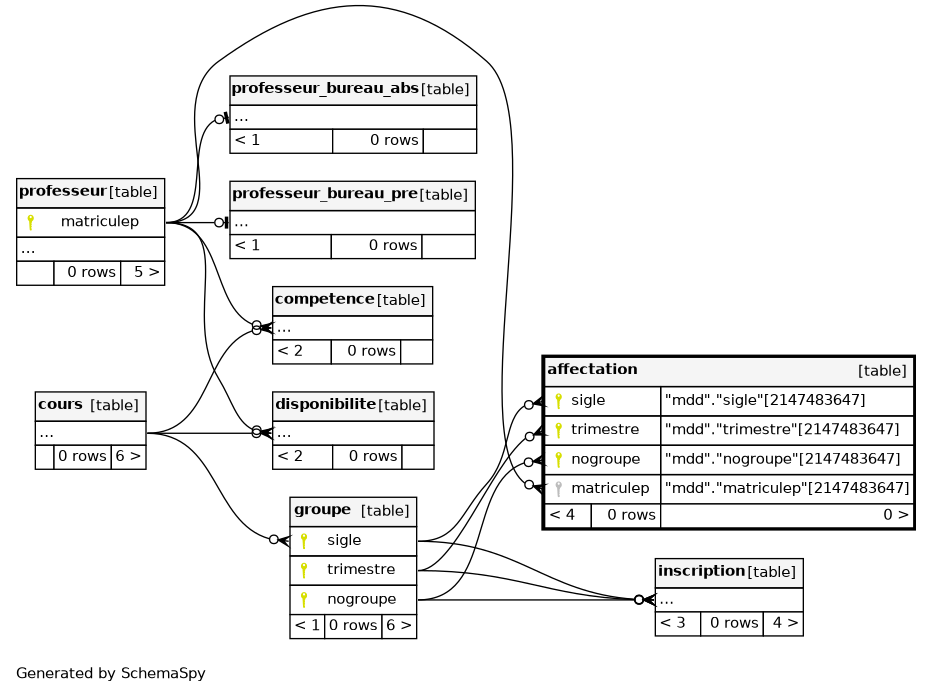 professeur_bureau_abs [table]
...
< 1 0 rows
professeur [table]
matriculep
...
0 rows 5 >
professeur_bureau_pre [table]
...
< 1 0 rows
competence [table]
...
< 2 0 rows
cours [table]
...
0 rows 6 >
disponibilite [table]
...
< 2 0 rows
affectation [table]
sigle "mdd"."sigle"[2147483647]
trimestre "mdd"."trimestre"[2147483647]
nogroupe "mdd"."nogroupe"[2147483647]
matriculep "mdd"."matriculep"[2147483647]
< 4 0 rows 0 >
groupe [table]
sigle
trimestre
nogroupe
< 1 0 rows 6 >
inscription [table]
...
< 3 0 rows 4 >
Generated by SchemaSpy